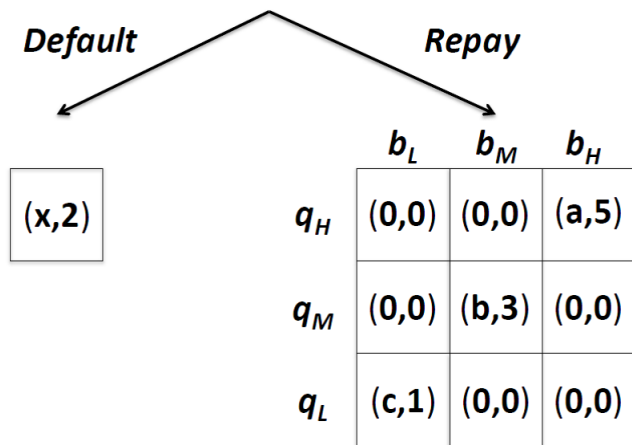 Default Repay
b_L b_M b_H
(x,2) q_H (0,0) (0,0) (a,5)
q_M (0,0) (b,3) (0,0)
q_L (c,1) (0,0) (0,0)